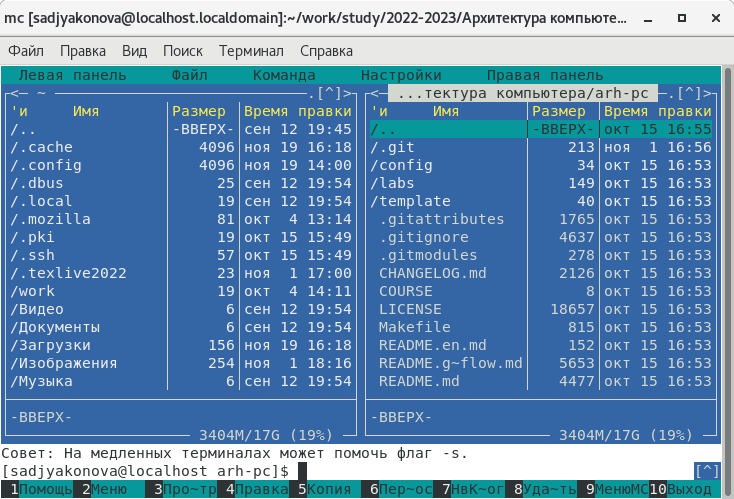 mc [sadjyakonova@localhost.localdomain]:~/work/study/2022-2023/Архитектура компьюте...
Файл Правка Вид Поиск Терминал Справка
Левая панель Файл Команда Настройки Правая панель
<─ ~ .[^]> <─ ...тектура компьютера/arh-pc .[^]>
'и Имя Размер Время правки 'и Имя Размер Время правки
/.. -ВВЕРХ- сен 12 19:45 /.. -ВВЕРХ- окт 15 16:55
/.cache 4096 ноя 19 16:18 /.git 213 ноя 1 16:56
/.config 4096 ноя 19 14:00 /config 34 окт 15 16:53
/.dbus 25 сен 12 19:54 /labs 149 окт 15 16:53
/.local 19 сен 12 19:54 /template 40 окт 15 16:53
/.mozilla 81 окт 4 13:14 .gitattributes 1765 окт 15 16:53
/.pki 19 окт 15 15:49 .gitignore 4637 окт 15 16:53
/.ssh 57 окт 15 15:49 .gitmodules 278 окт 15 16:53
/.texlive2022 23 ноя 1 17:00 CHANGELOG.md 2126 окт 15 16:53
/work 19 окт 4 14:11 COURSE 8 окт 15 16:53
/Видео 6 сен 12 19:54 LICENSE 18657 окт 15 16:53
/Документы 6 сен 12 19:54 Makefile 815 окт 15 16:53
/Загрузки 156 ноя 19 16:18 README.en.md 152 окт 15 16:53
/Изображения 254 ноя 1 18:16 README.g~flow.md 5653 окт 15 16:53
/Музыка 6 сен 12 19:54 README.md 4477 окт 15 16:53
-ВВЕРХ- -ВВЕРХ-
3404M/17G (19%) 3404M/17G (19%)
Совет: На медленных терминалах может помочь флаг -s.
[sadjyakonova@localhost arh-pc]$ [^]
1Помощь 2Меню 3Про~тр 4Правка 5Копия 6Пер~ос 7НвК~ог 8Уда~ть 9МенюMC 10Выход